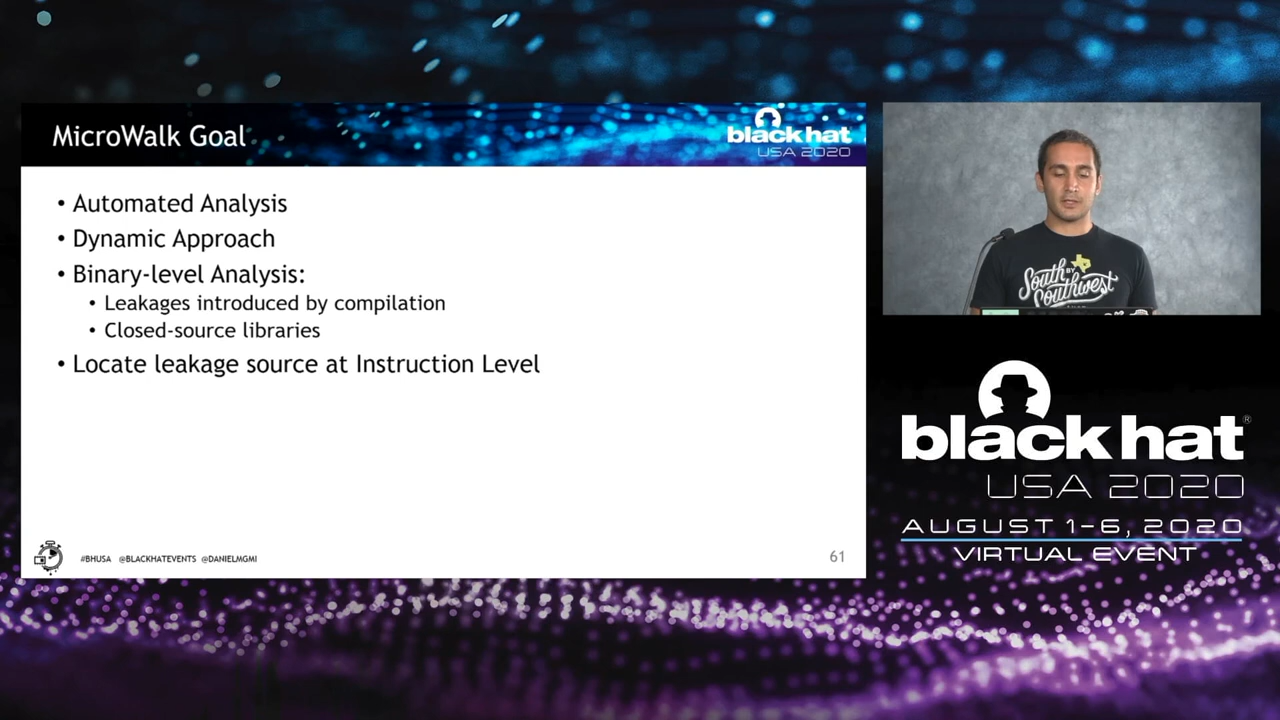 MicroWalk Goal
black hat
USA 2020
• Automated Analysis
• Dynamic Approach
• Binary-level Analysis:
• Leakages introduced by compilation
• Closed-source libraries
• Locate leakage source at Instruction Level
#BHUSA @BLACKHATEVENTS @DANIELMGMI
61
South
BY
Southwest
black hat®
USA 2020
AUGUST 1-6, 2020
VIRTUAL EVENT